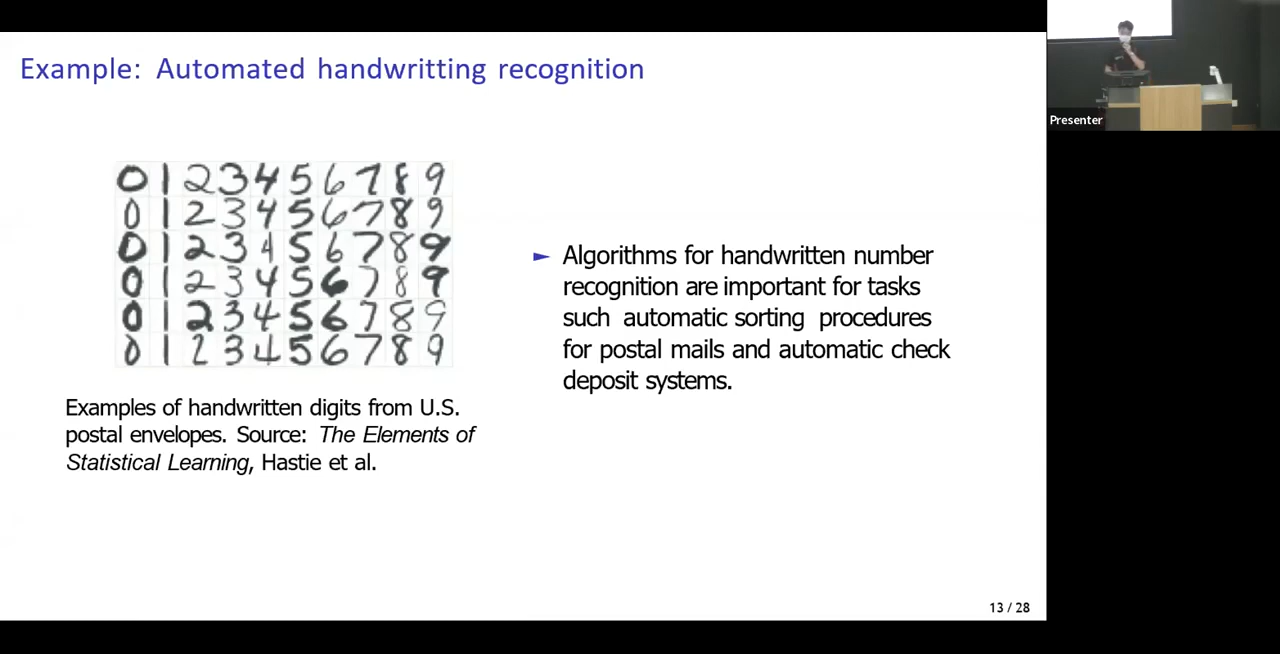 Example: Automated handwritting recognition
0 1 2 3 4 5 6 7 8 9
0 1 2 3 4 5 6 7 8 9
0 1 2 3 4 5 6 7 8 9
0 1 2 3 4 5 6 7 8 9
0 1 2 3 4 5 6 7 8 9
0 1 2 3 4 5 6 7 8 9
Examples of handwritten digits from U.S.
postal envelopes. Source: The Elements of
Statistical Learning, Hastie et al.
► Algorithms for handwritten number
recognition are important for tasks
such automatic sorting procedures
for postal mails and automatic check
deposit systems.
13 / 28
Presenter